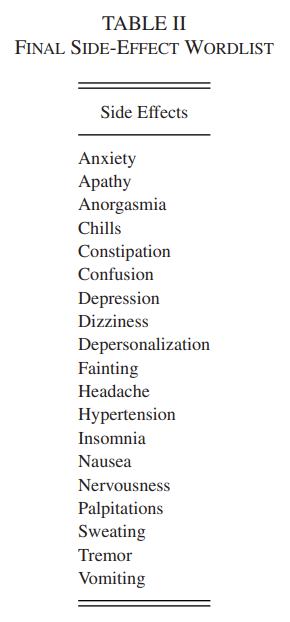 TABLE II
FINAL SIDE-EFFECT WORDLIST
Side Effects
Anxiety
Apathy
Anorgasmia
Chills
Constipation
Confusion
Depression
Dizziness
Depersonalization
Fainting
Headache
Hypertension
Insomnia
Nausea
Nervousness
Palpitations
Sweating
Tremor
Vomiting